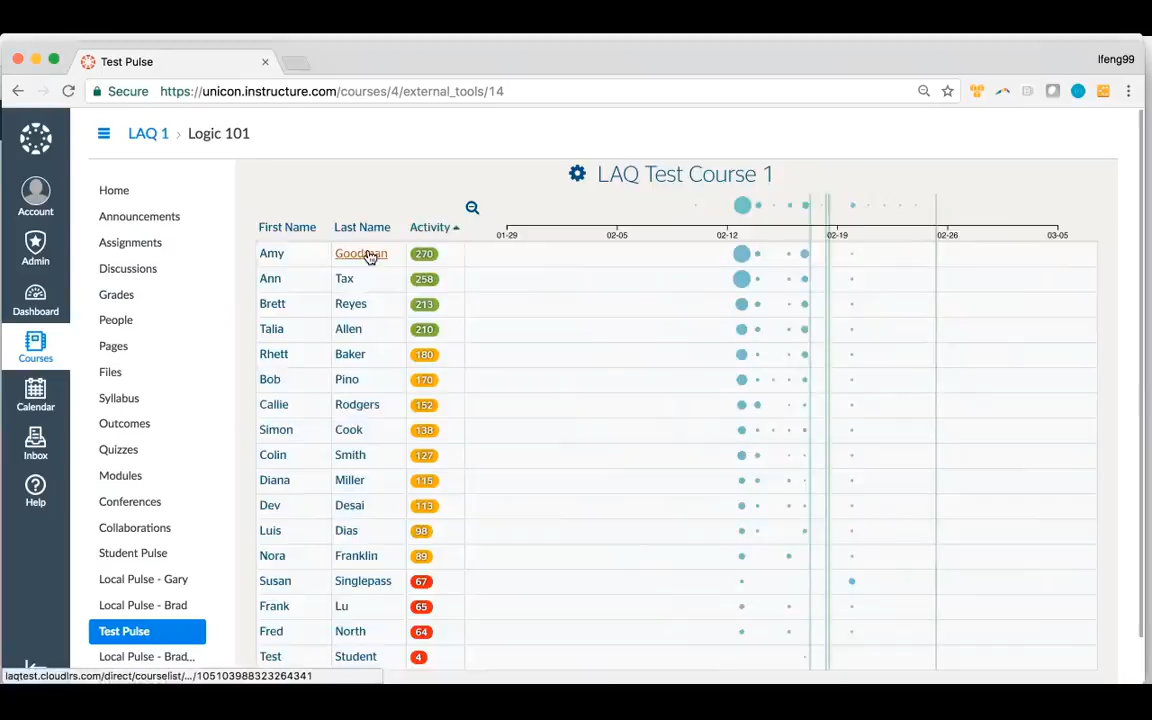 Test Pulse
lfeng99
Secure https://unicon.instructure.com/courses/4/external_tools/14
LAQ 1 › Logic 101
Account
Admin
Dashboard
Courses
Calendar
Inbox
Help
Home
Announcements
Assignments
Discussions
Grades
People
Pages
Files
Syllabus
Outcomes
Quizzes
Modules
Conferences
Collaborations
Student Pulse
Local Pulse - Gary
Local Pulse - Brad
Test Pulse
Local Pulse - Brad...
LAQ Test Course 1
First Name Last Name Activity
01-29 02-05 02-12 02-19 02-26 03-05
Amy 270
Ann Tax 258
Brett Reyes 213
Talia Allen 210
Rhett Baker 180
Bob Pino 170
Callie Rodgers 152
Simon Cook 138
Colin Smith 127
Diana Miller 115
Dev Desai 113
Luis Dias 98
Nora Franklin 89
Susan Singlepass 67
Frank Lu 65
Fred North 64
Test Student 4
laqtest.cloudlrs.com/direct/courselist/.../105103988323264341